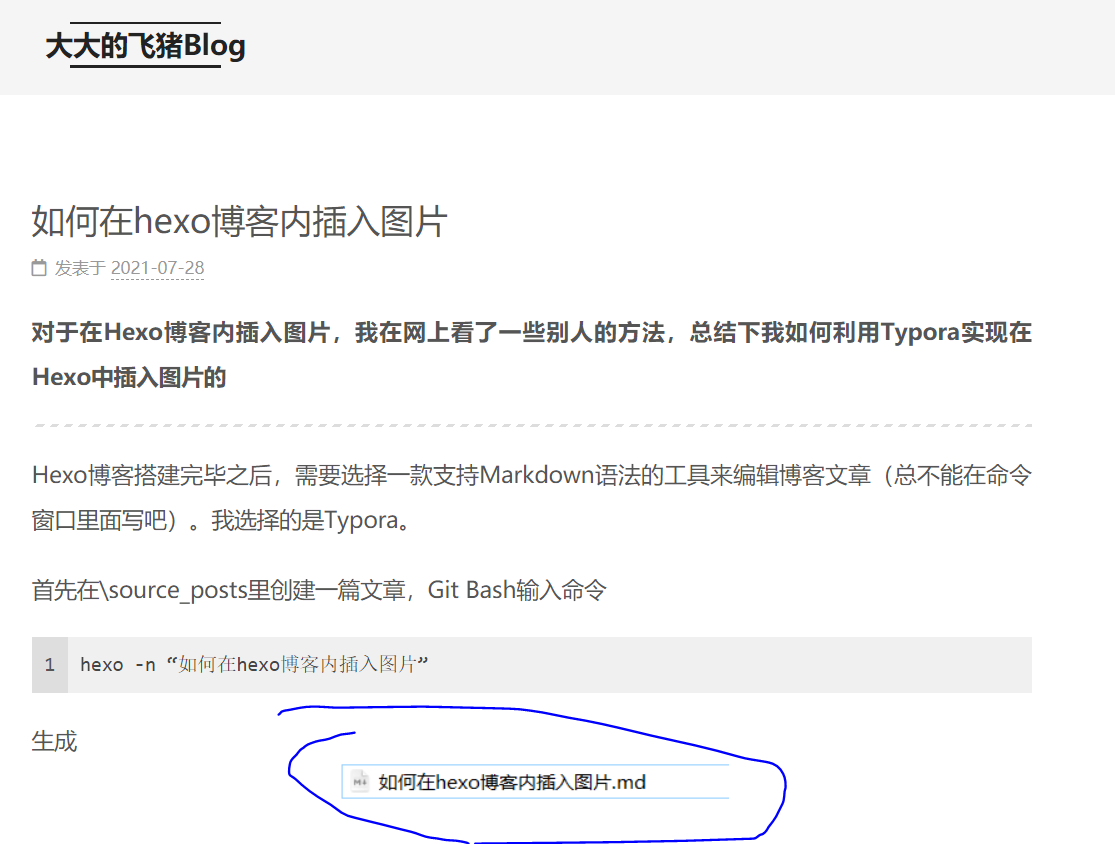 大大的飞猪Blog
如何在hexo博客内插入图片
发表于 2021-07-28
对于在Hexo博客内插入图片，我在网上看了一些别人的方法，总结下我如何利用Typora实现在
Hexo中插入图片的
Hexo博客搭建完毕之后，需要选择一款支持Markdown语法的工具来编辑博客文章（总不能在命令
窗口里面写吧）。我选择的是Typora。
首先在\source_posts里创建一篇文章，Git Bash输入命令
1 hexo -n “如何在hexo博客内插入图片”
生成
M↓ 如何在hexo博客内插入图片.md